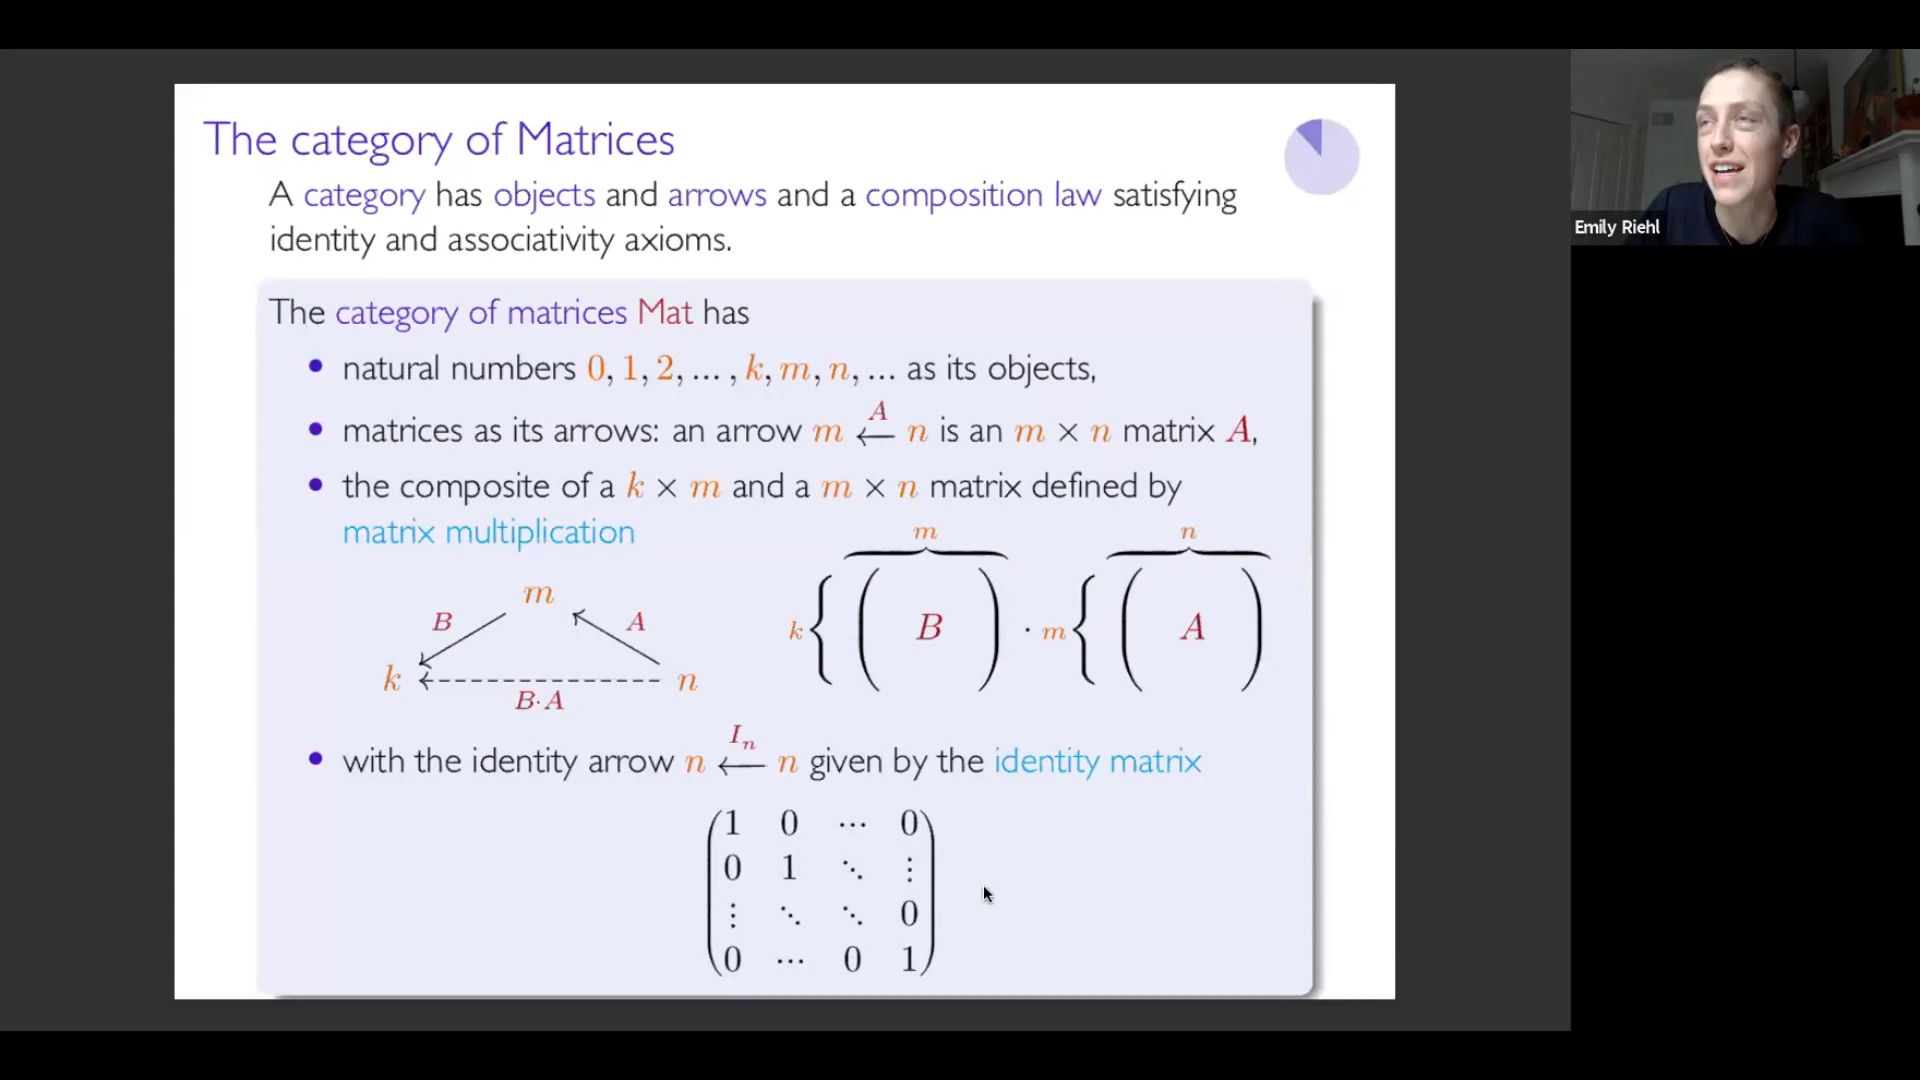 The category of Matrices
A category has objects and arrows and a composition law satisfying
identity and associativity axioms.
Emily Riehl
The category of matrices Mat has
• natural numbers 0, 1, 2, ... , k, m, n, ... as its objects,
• matrices as its arrows: an arrow m ←A n is an m × n matrix A,
• the composite of a k × m and a m × n matrix defined by
matrix multiplication
m n
m
B A
k { ( B ) · m { ( A )
k n
B·A
• with the identity arrow n ←Iₙ n given by the identity matrix
1 0 ⋯ 0
0 1 ⋱ ⋮
⋮ ⋱ ⋱ 0
0 ⋯ 0 1